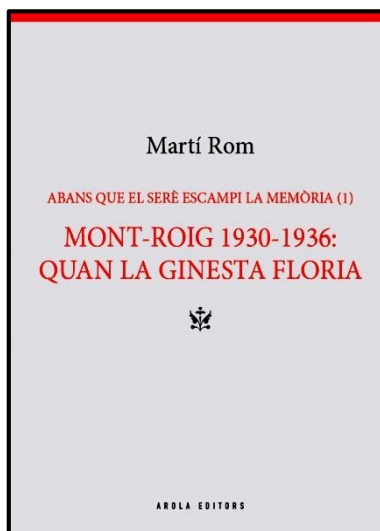 Martí Rom
ABANS QUE EL SERÈ ESCAMPI LA MEMÒRIA (1)
MONT-ROIG 1930-1936:
QUAN LA GINESTA FLORIA
AROLA EDITORS